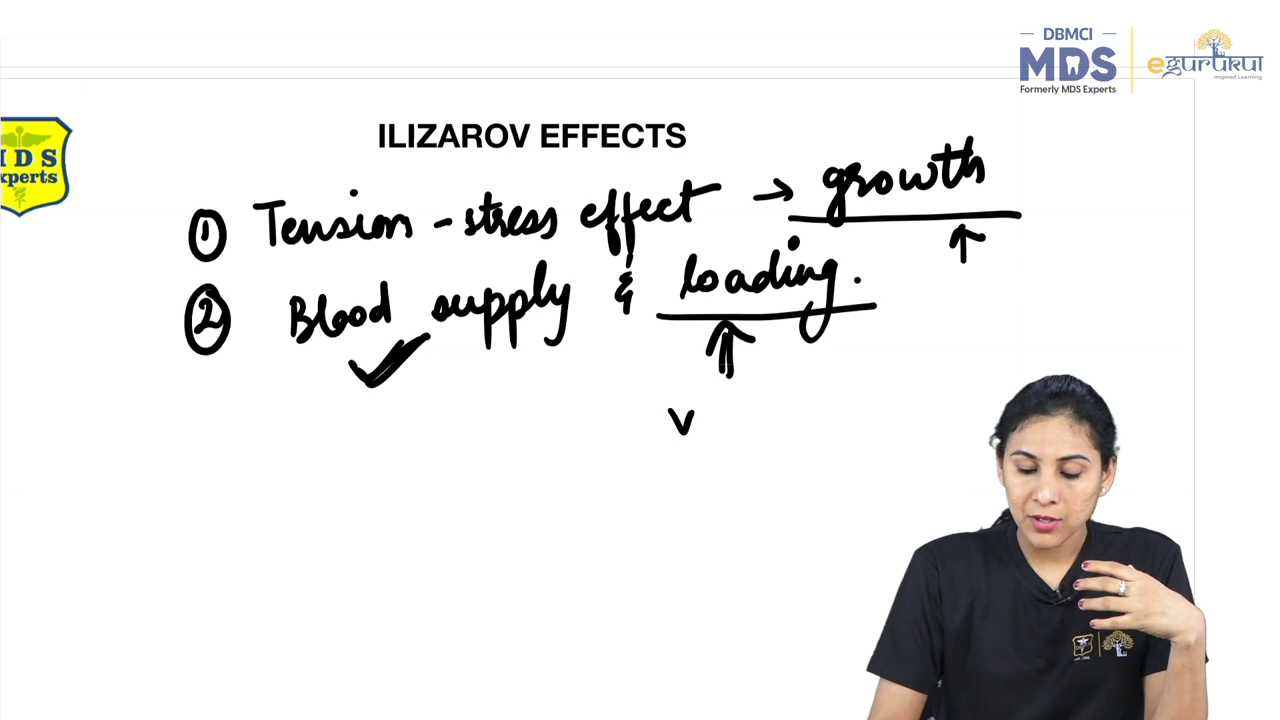 DBMCI
MDS
Formerly MDS Experts
egurukul
Inspired Learning
M D S
xperts
ILIZAROV EFFECTS
① Tension - stress effect → growth
② Blood supply & loading.
v